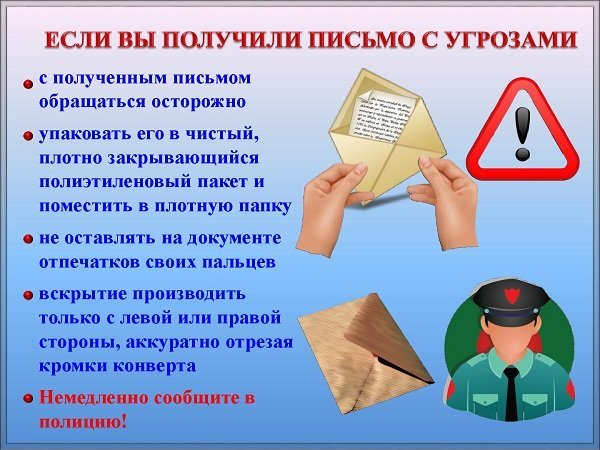 ЕСЛИ ВЫ ПОЛУЧИЛИ ПИСЬМО С УГРОЗАМИ
с полученным письмом
обращаться осторожно
упаковать его в чистый,
плотно закрывающийся
полиэтиленовый пакет и
поместить в плотную папку
не оставлять на документе
отпечатков своих пальцев
вскрытие производить
только с левой или правой
стороны, аккуратно отрезая
кромки конверта
Немедленно сообщите в
полицию!